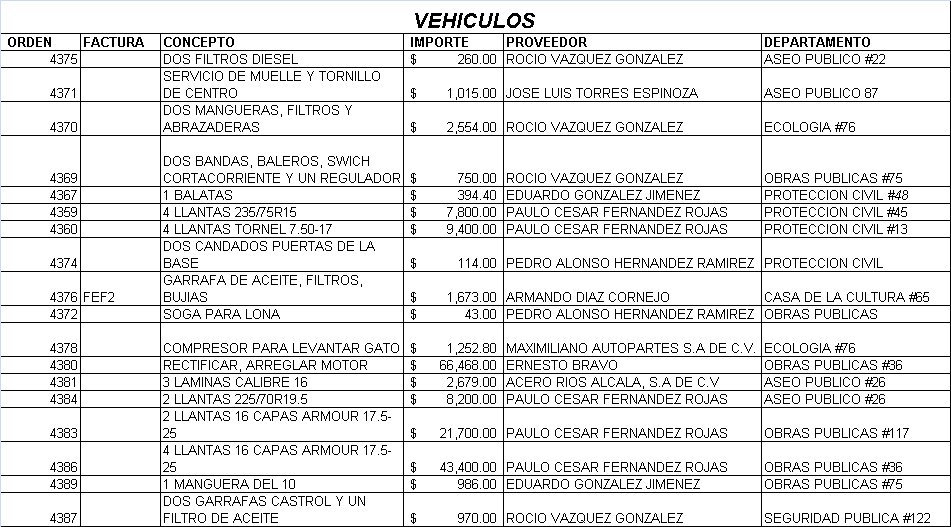 VEHICULOS
ORDEN FACTURA CONCEPTO IMPORTE PROVEEDOR DEPARTAMENTO
4375 DOS FILTROS DIESEL $ 260.00 ROCIO VAZQUEZ GONZALEZ ASEO PUBLICO #22
SERVICIO DE MUELLE Y TORNILLO
4371 DE CENTRO $ 1,015.00 JOSE LUIS TORRES ESPINOZA ASEO PUBLICO 87
DOS MANGUERAS, FILTROS Y
4370 ABRAZADERAS $ 2,554.00 ROCIO VAZQUEZ GONZALEZ ECOLOGIA #76
DOS BANDAS, BALEROS, SWICH
4369 CORTACORRIENTE Y UN REGULADOR $ 750.00 ROCIO VAZQUEZ GONZALEZ OBRAS PUBLICAS #75
4367 1 BALATAS $ 394.40 EDUARDO GONZALEZ JIMENEZ PROTECCION CIVIL #48
4359 4 LLANTAS 235/75R15 $ 7,800.00 PAULO CESAR FERNANDEZ ROJAS PROTECCION CIVIL #45
4360 4 LLANTAS TORNEL 7.50-17 $ 9,400.00 PAULO CESAR FERNANDEZ ROJAS PROTECCION CIVIL #13
DOS CANDADOS PUERTAS DE LA
4374 BASE $ 114.00 PEDRO ALONSO HERNANDEZ RAMIREZ PROTECCION CIVIL
GARRAFA DE ACEITE, FILTROS,
4376 FEF2 BUJIAS $ 1,673.00 ARMANDO DIAZ CORNEJO CASA DE LA CULTURA #65
4372 SOGA PARA LONA $ 43.00 PEDRO ALONSO HERNANDEZ RAMIREZ OBRAS PUBLICAS
4378 COMPRESOR PARA LEVANTAR GATO $ 1,252.80 MAXIMILIANO AUTOPARTES S.A DE C.V. ECOLOGIA #76
4380 RECTIFICAR, ARREGLAR MOTOR $ 66,468.00 ERNESTO BRAVO OBRAS PUBLICAS #36
4381 3 LAMINAS CALIBRE 16 $ 2,679.00 ACERO RIOS ALCALA, S.A DE C.V ASEO PUBLICO #26
4384 2 LLANTAS 225/70R19.5 $ 8,200.00 PAULO CESAR FERNANDEZ ROJAS ASEO PUBLICO #26
2 LLANTAS 16 CAPAS ARMOUR 17.5-
4383 25 $ 21,700.00 PAULO CESAR FERNANDEZ ROJAS OBRAS PUBLICAS #117
4 LLANTAS 16 CAPAS ARMOUR 17.5-
4386 25 $ 43,400.00 PAULO CESAR FERNANDEZ ROJAS OBRAS PUBLICAS #36
4389 1 MANGUERA DEL 10 $ 986.00 EDUARDO GONZALEZ JIMENEZ OBRAS PUBLICAS #75
DOS GARRAFAS CASTROL Y UN
4387 FILTRO DE ACEITE $ 970.00 ROCIO VAZQUEZ GONZALEZ SEGURIDAD PUBLICA #122